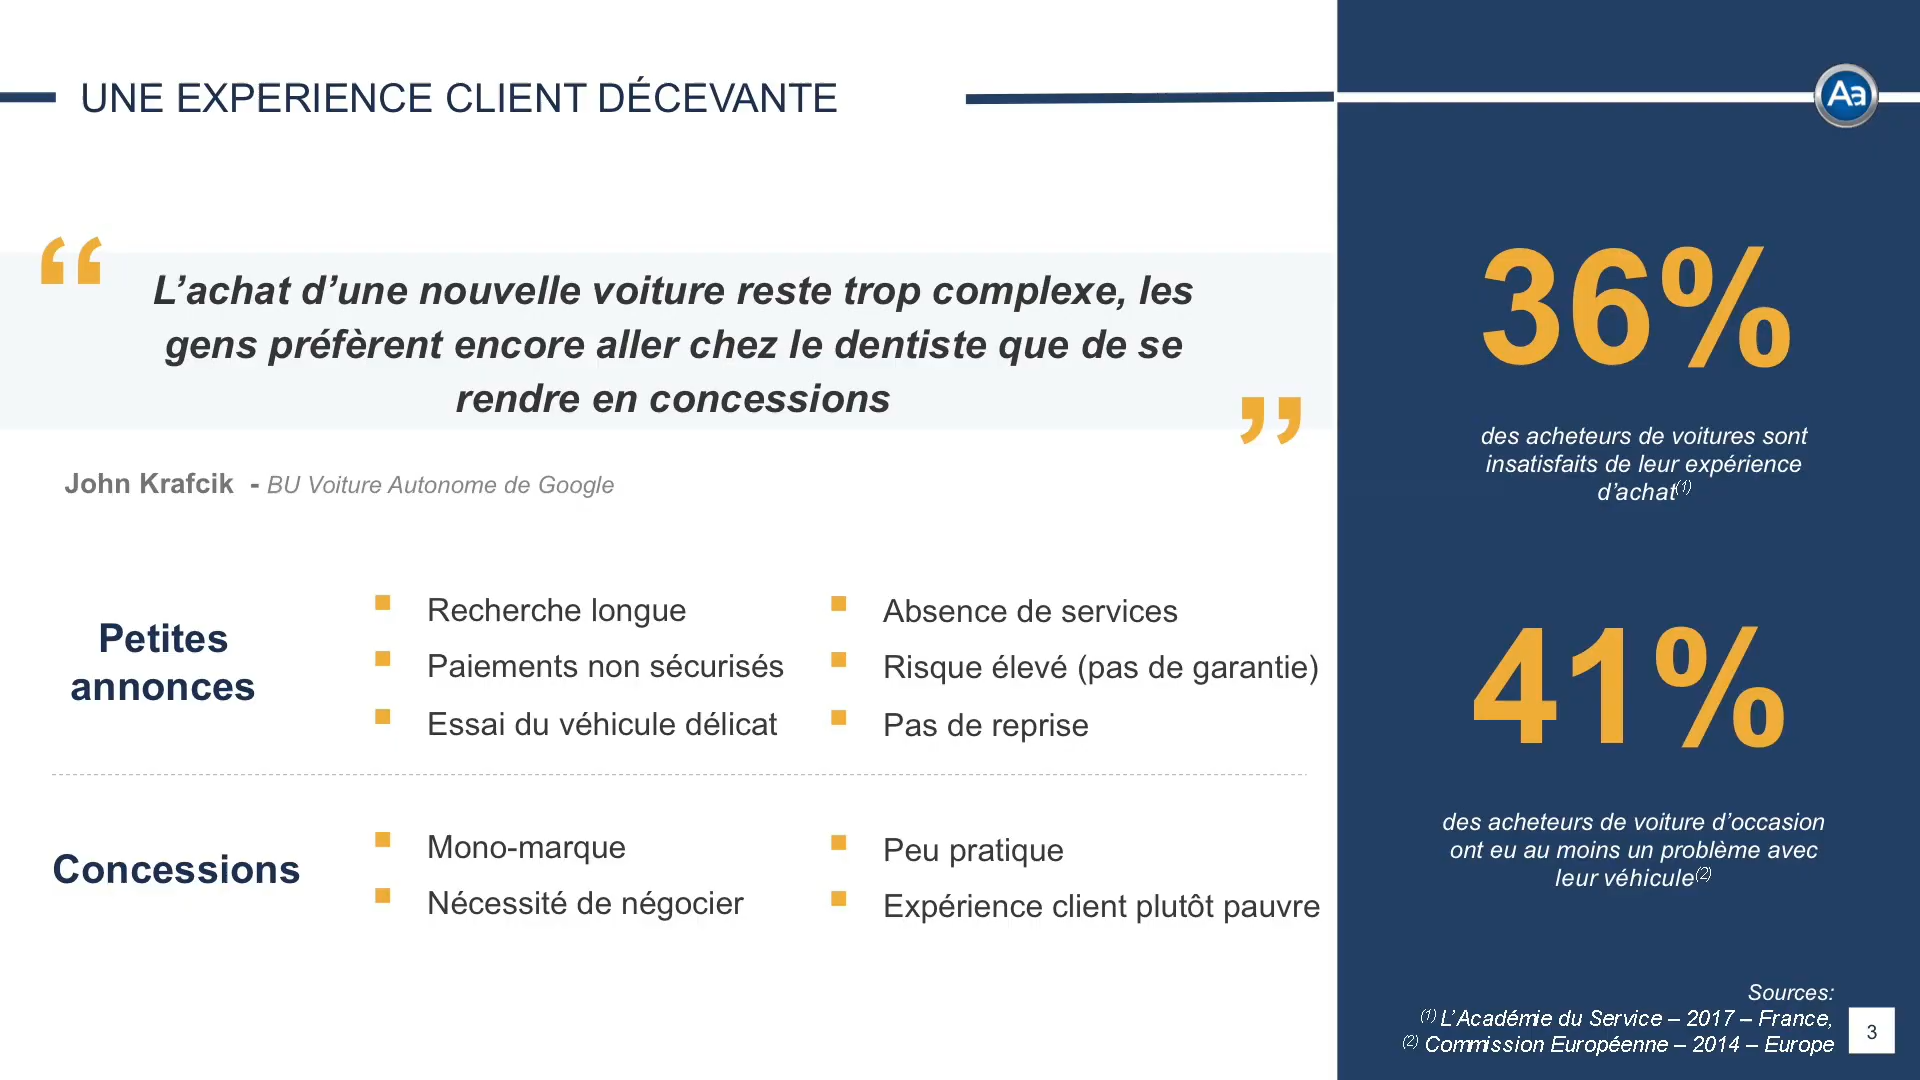 UNE EXPERIENCE CLIENT DÉCEVANTE
Aa
“
L’achat d’une nouvelle voiture reste trop complexe, les
gens préfèrent encore aller chez le dentiste que de se
rendre en concessions
”
John Krafcik - BU Voiture Autonome de Google
Petites
annonces
Recherche longue
Paiements non sécurisés
Essai du véhicule délicat
Absence de services
Risque élevé (pas de garantie)
Pas de reprise
Concessions
Mono-marque
Nécessité de négocier
Peu pratique
Expérience client plutôt pauvre
36%
des acheteurs de voitures sont
insatisfaits de leur expérience
d’achat(1)
41%
des acheteurs de voiture d’occasion
ont eu au moins un problème avec
leur véhicule(2)
Sources:
(1) L’Académie du Service – 2017 – France,
(2) Commission Européenne – 2014 – Europe
3